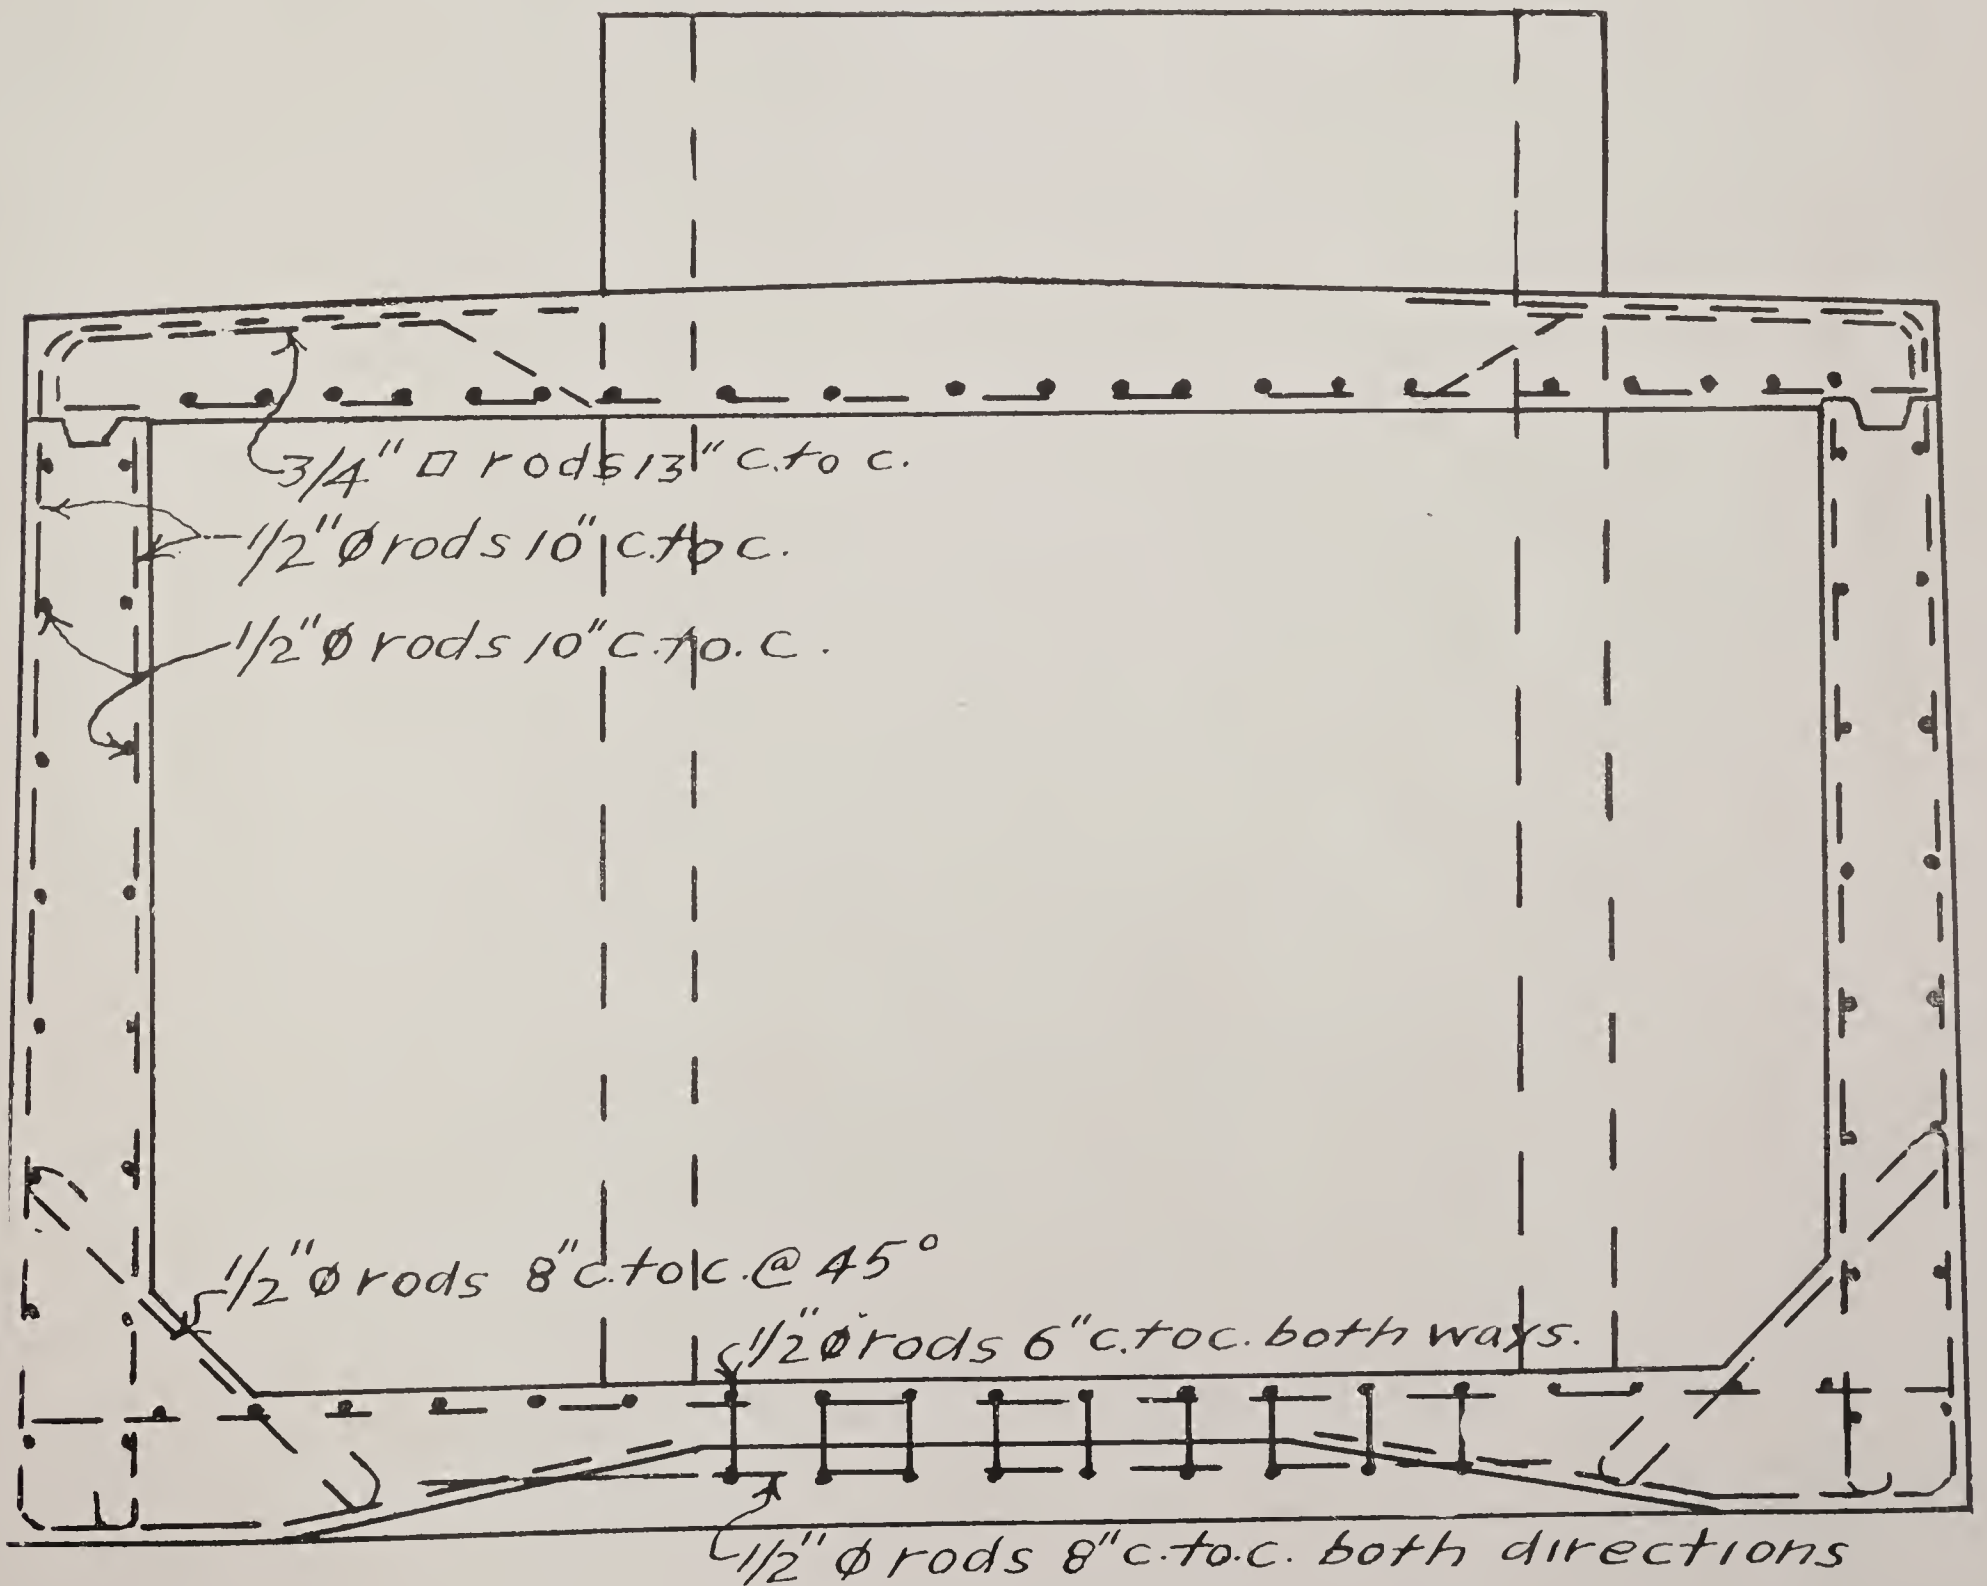 3/4" □ rods 13" c. to c.
1/2" ø rods 10" c. to c.
1/2" ø rods 10" c. to. c.
1/2" ø rods 8" c. to c. @ 45°
1/2" ø rods 6" c. to c. both ways.
1/2" ø rods 8" c. to. c. both directions